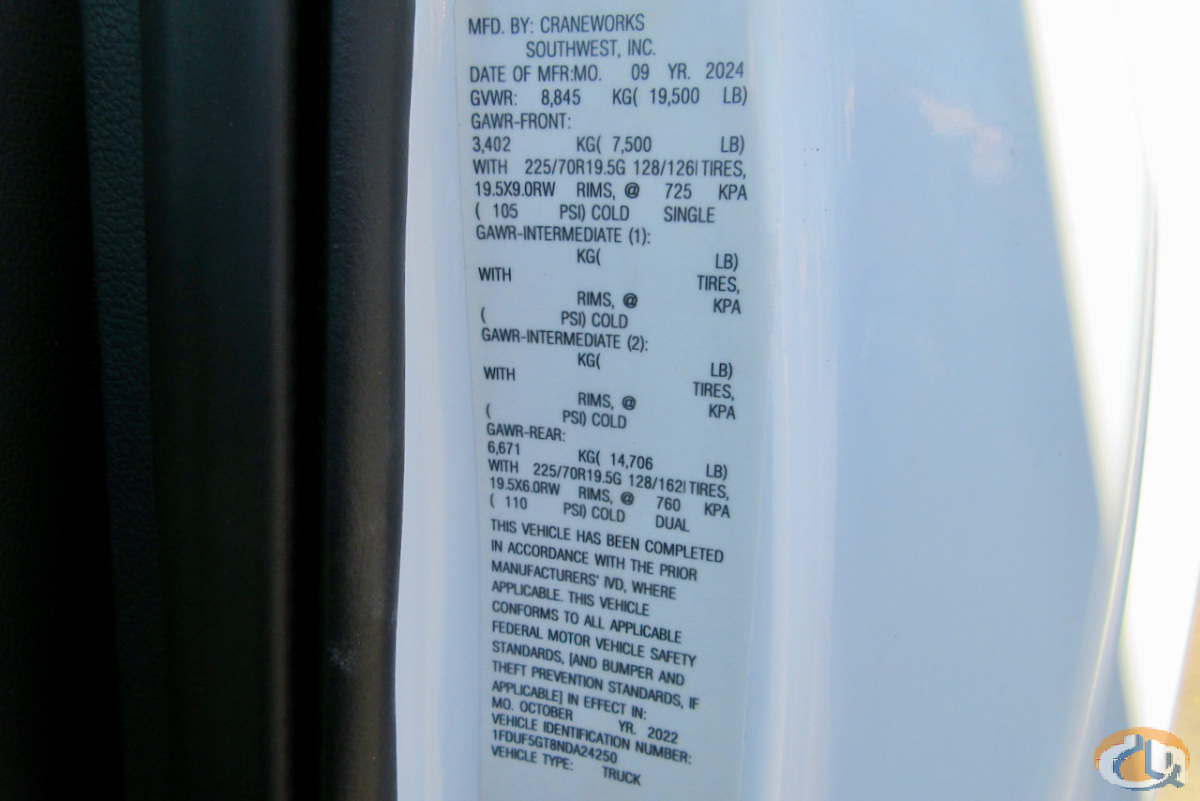 MFD. BY: CRANEWORKS
SOUTHWEST, INC.
DATE OF MFR:MO. 09 YR. 2024
GVWR: 8,845 KG( 19,500 LB)
GAWR-FRONT:
3,402 KG( 7,500 LB)
WITH 225/70R19.5G 128/126l TIRES,
19.5X9.0RW RIMS, @ 725 KPA
( 105 PSI) COLD SINGLE
GAWR-INTERMEDIATE (1):
KG( LB)
WITH TIRES,
RIMS, @ KPA
( PSI) COLD
GAWR-INTERMEDIATE (2):
KG( LB)
WITH TIRES,
RIMS, @ KPA
( PSI) COLD
GAWR-REAR:
6,671 KG( 14,706 LB)
WITH 225/70R19.5G 128/162l TIRES,
19.5X6.0RW RIMS, @ 760 KPA
( 110 PSI) COLD DUAL
THIS VEHICLE HAS BEEN COMPLETED
IN ACCORDANCE WITH THE PRIOR
MANUFACTURERS' IVD, WHERE
APPLICABLE. THIS VEHICLE
CONFORMS TO ALL APPLICABLE
FEDERAL MOTOR VEHICLE SAFETY
STANDARDS, [AND BUMPER AND
THEFT PREVENTION STANDARDS, IF
APPLICABLE] IN EFFECT IN:
MO. OCTOBER YR. 2022
VEHICLE IDENTIFICATION NUMBER:
1FDUF5GT8NDA24250
VEHICLE TYPE: TRUCK